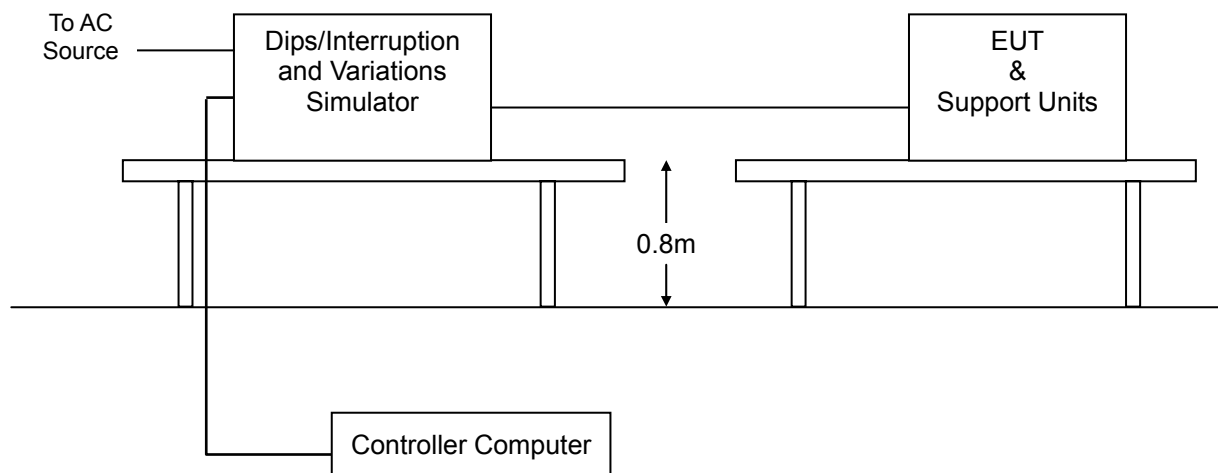 To AC
Source
Dips/Interruption
and Variations
Simulator
EUT
&
Support Units
0.8m
Controller Computer